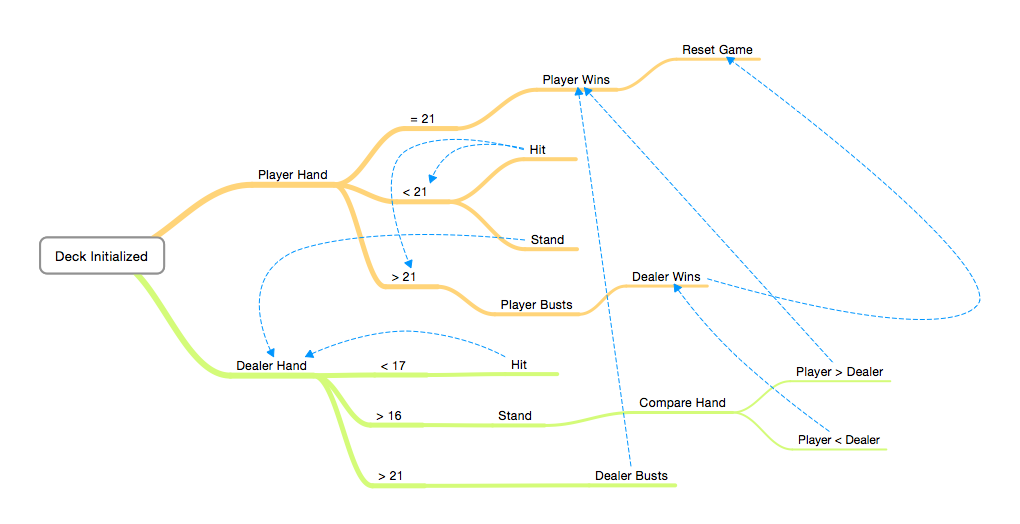 Reset Game
Player Wins
= 21
Hit
Player Hand
< 21
Stand
Deck Initialized
> 21
Dealer Wins
Player Busts
Dealer Hand
< 17
Hit
Player > Dealer
Compare Hand
> 16
Stand
Player < Dealer
> 21
Dealer Busts